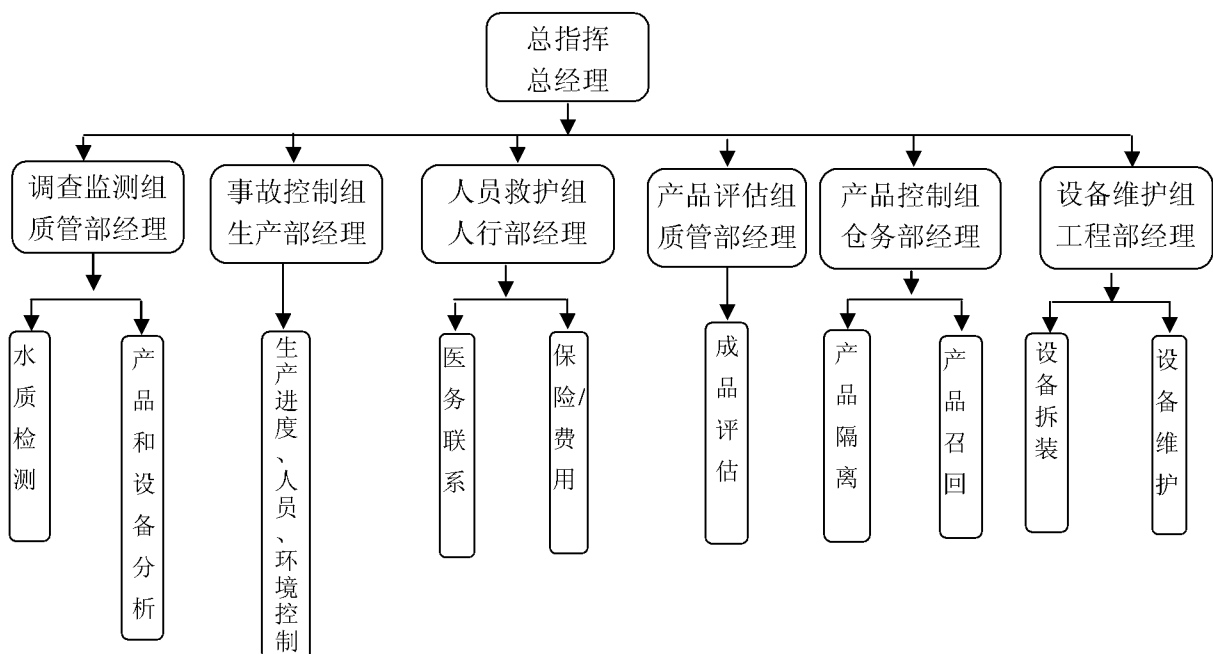 总指挥
总经理
调查监测组
质管部经理
事故控制组
生产部经理
人员救护组
人行部经理
产品评估组
质管部经理
产品控制组
仓务部经理
设备维护组
工程部经理
水质检测
产品和设备分析
生产进度、人员、环境控制
医务联系
保险/费用
成品评估
产品隔离
产品召回
设备拆装
设备维护